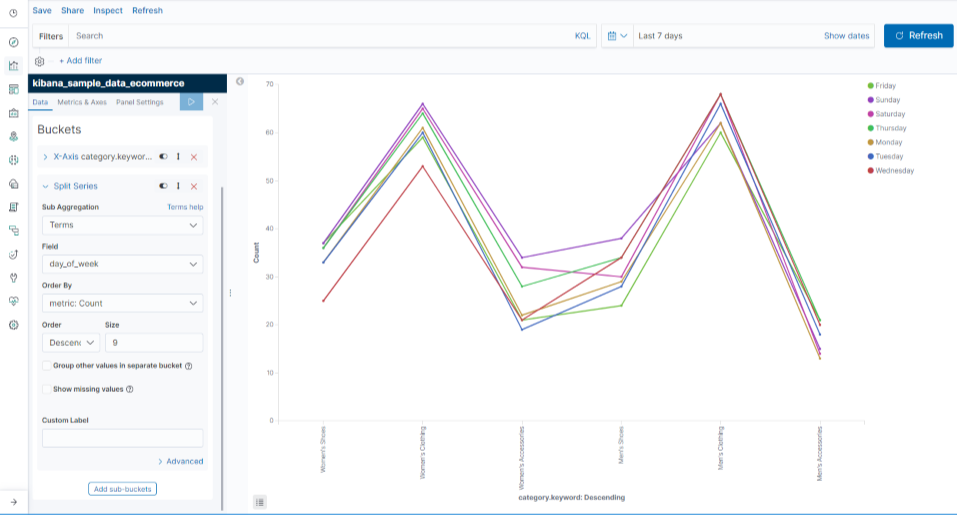 Save Share Inspect Refresh
Filters Search KQL Last 7 days Show dates Refresh
+ Add filter
kibana_sample_data_ecommerce
Data Metrics & Axes Panel Settings
Buckets
X-Axis category.keywor...
Split Series
Sub Aggregation Terms help
Terms
Field
day_of_week
Order By
metric: Count
Order Size
Descen 9
Group other values in separate bucket
Show missing values
Custom Label
Advanced
Add sub-buckets
70
60
50
40
30
20
10
0
Count
Women's Shoes
Women's Clothing
Women's Accessories
Men's Shoes
Men's Clothing
Men's Accessories
category.keyword: Descending
Friday
Sunday
Saturday
Thursday
Monday
Tuesday
Wednesday